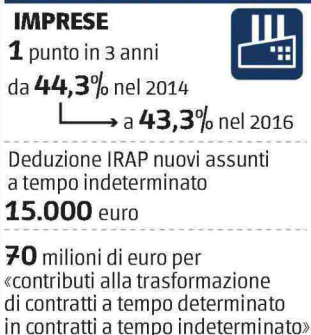 IMPRESE
1 punto in 3 anni
da 44,3% nel 2014
a 43,3% nel 2016
Deduzione IRAP nuovi assunti
a tempo indeterminato
15.000 euro
70 milioni di euro per
«contributi alla trasformazione
di contratti a tempo determinato
in contratti a tempo indeterminato»